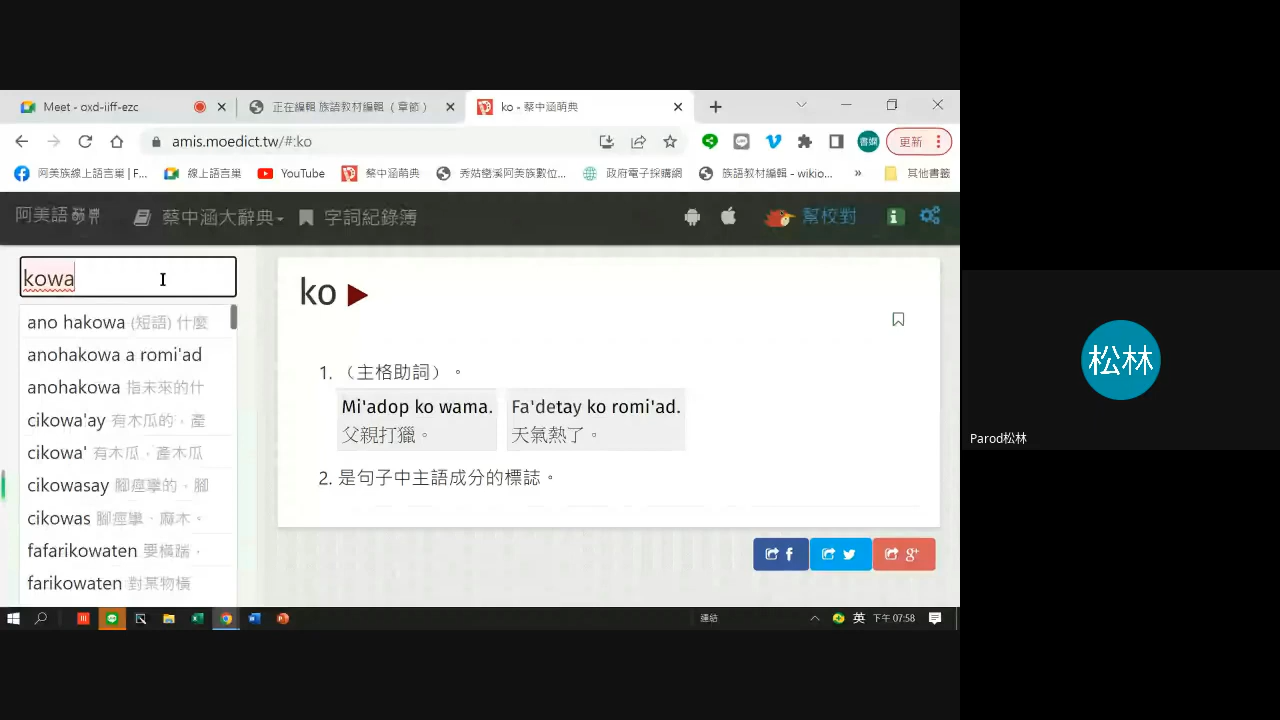 Meet - oxd-iiff-ezc
正在編輯 族語教材編輯 （章節）
ko - 蔡中涵萌典
amis.moedict.tw/#:ko
書嫻
更新
阿美族線上語言巢 | F...
線上語言巢
YouTube
蔡中涵萌典
秀姑巒溪阿美族數位...
政府電子採購網
族語教材編輯 - wikio...
»
其他書籤
阿美語萌典
蔡中涵大辭典
字詞紀錄簿
幫校對
kowa
ano hakowa (短語) 什麼
anohakowa a romi'ad
anohakowa 指未來的什
cikowa'ay 有木瓜的，產
cikowa' 有木瓜，產木瓜
cikowasay 腳痙攣的，腳
cikowas 腳痙攣、麻木。
fafarikowaten 要橫踹，
farikowaten 對某物橫
ko
1. （主格助詞）。
Mi'adop ko wama.
父親打獵。
Fa'detay ko romi'ad.
天氣熱了。
2. 是句子中主語成分的標誌。
f
g+
連結
英
下午 07:58
松林
Parod松林